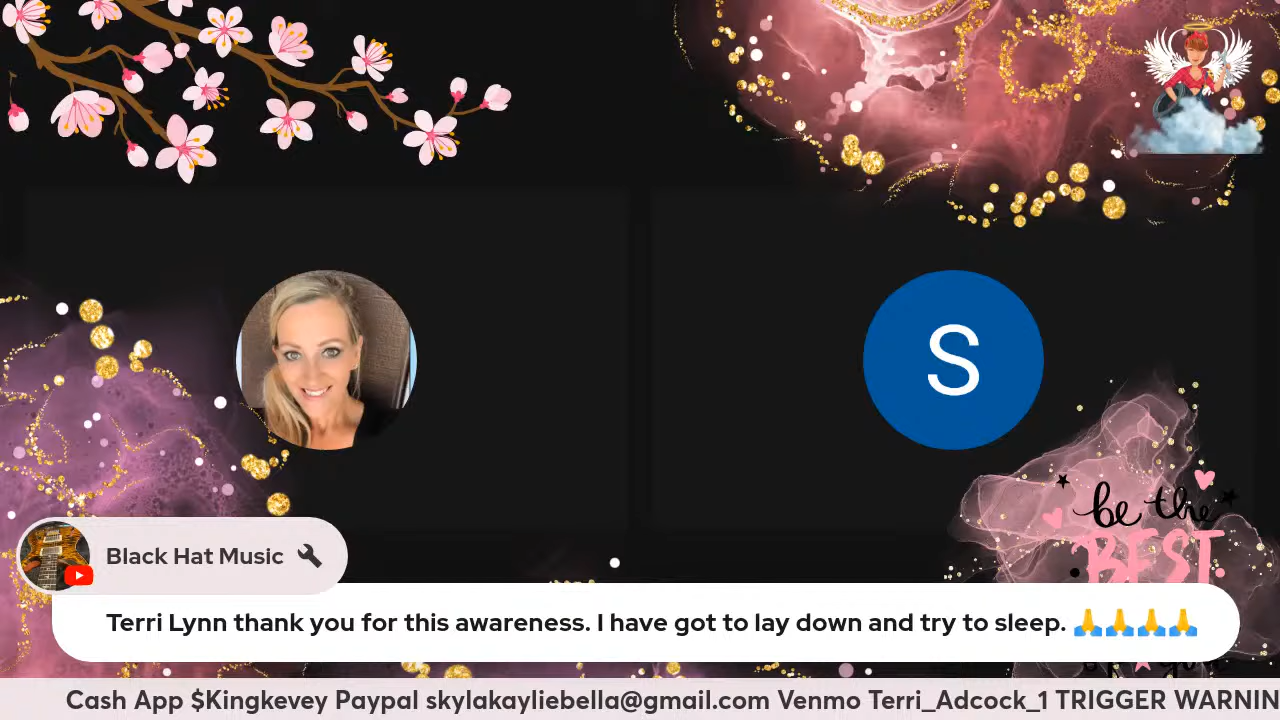 S
be the
BEST
Black Hat Music
Terri Lynn thank you for this awareness. I have got to lay down and try to sleep. 🙏🙏🙏🙏
Cash App $Kingkevey Paypal skylakayliebella@gmail.com Venmo Terri_Adcock_1 TRIGGER WARNIN